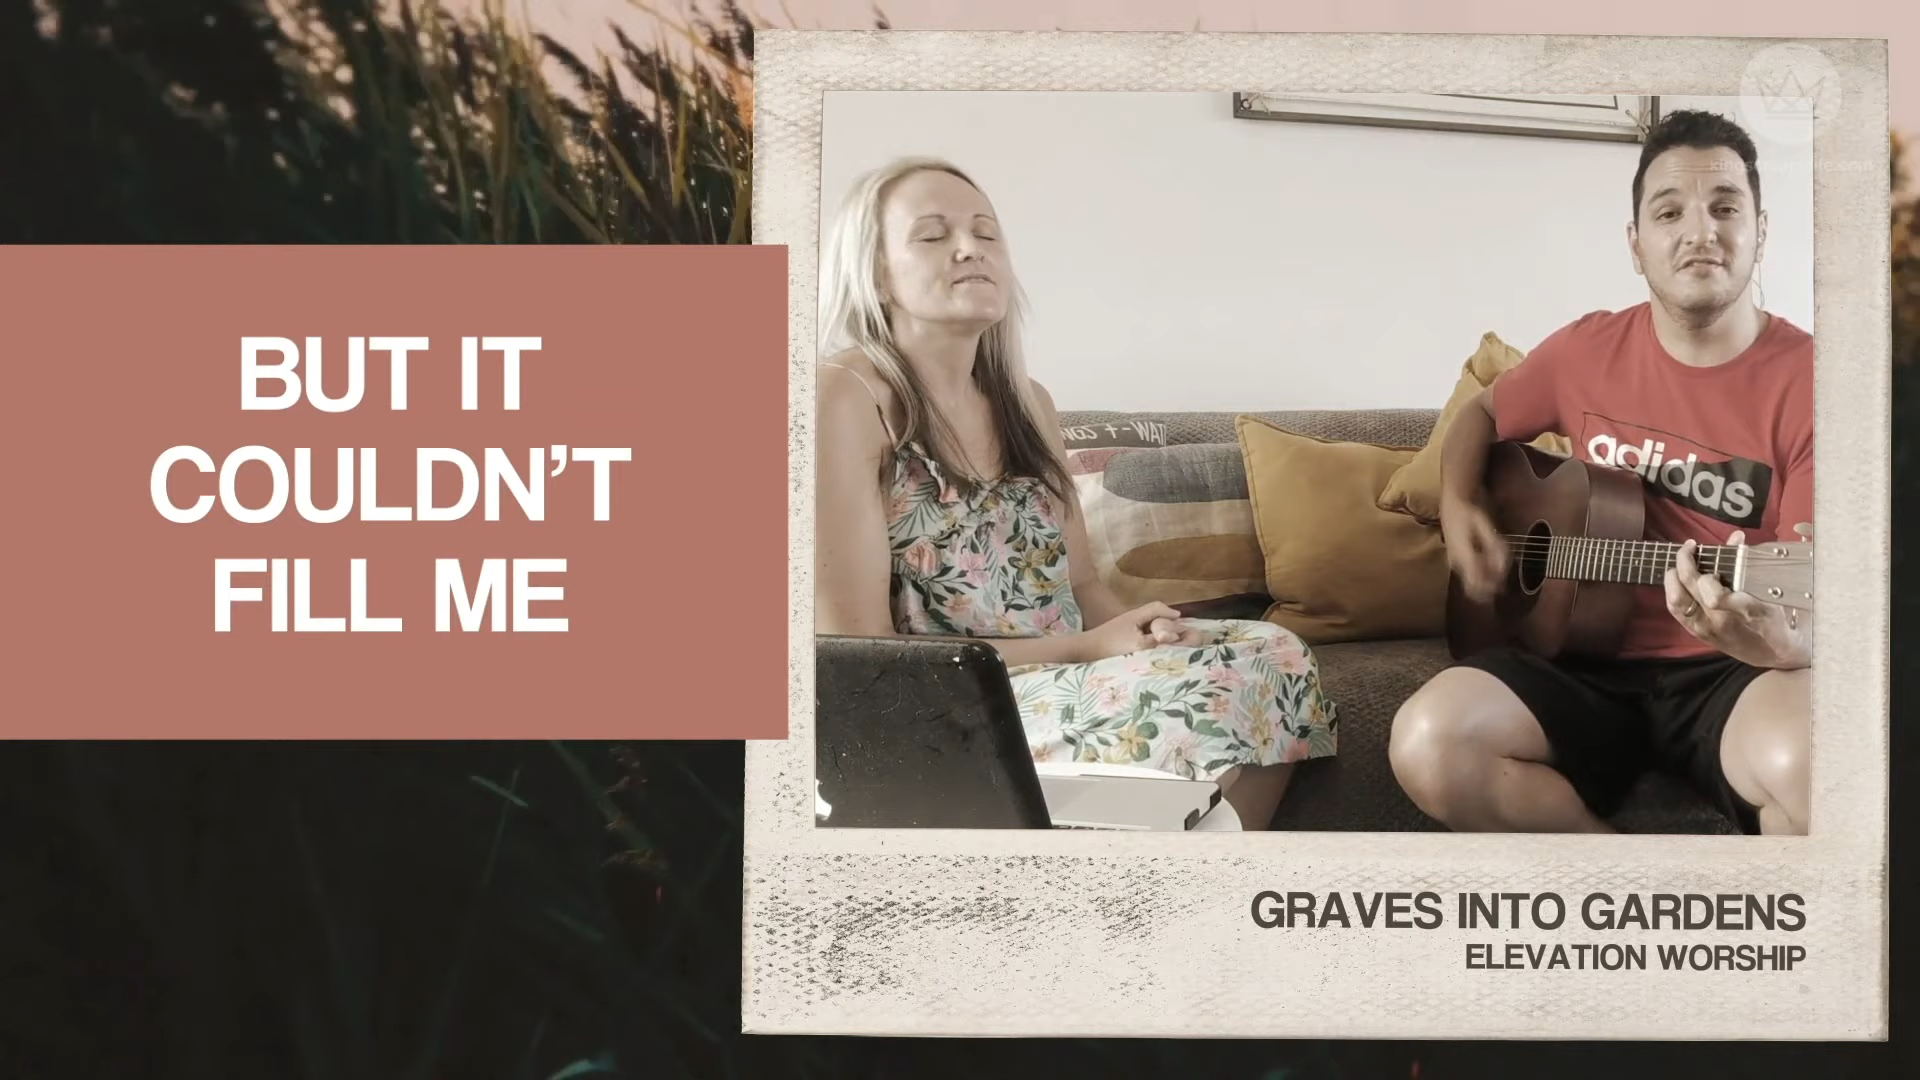 BUT IT
COULDN’T
FILL ME
adidas
GRAVES INTO GARDENS
ELEVATION WORSHIP